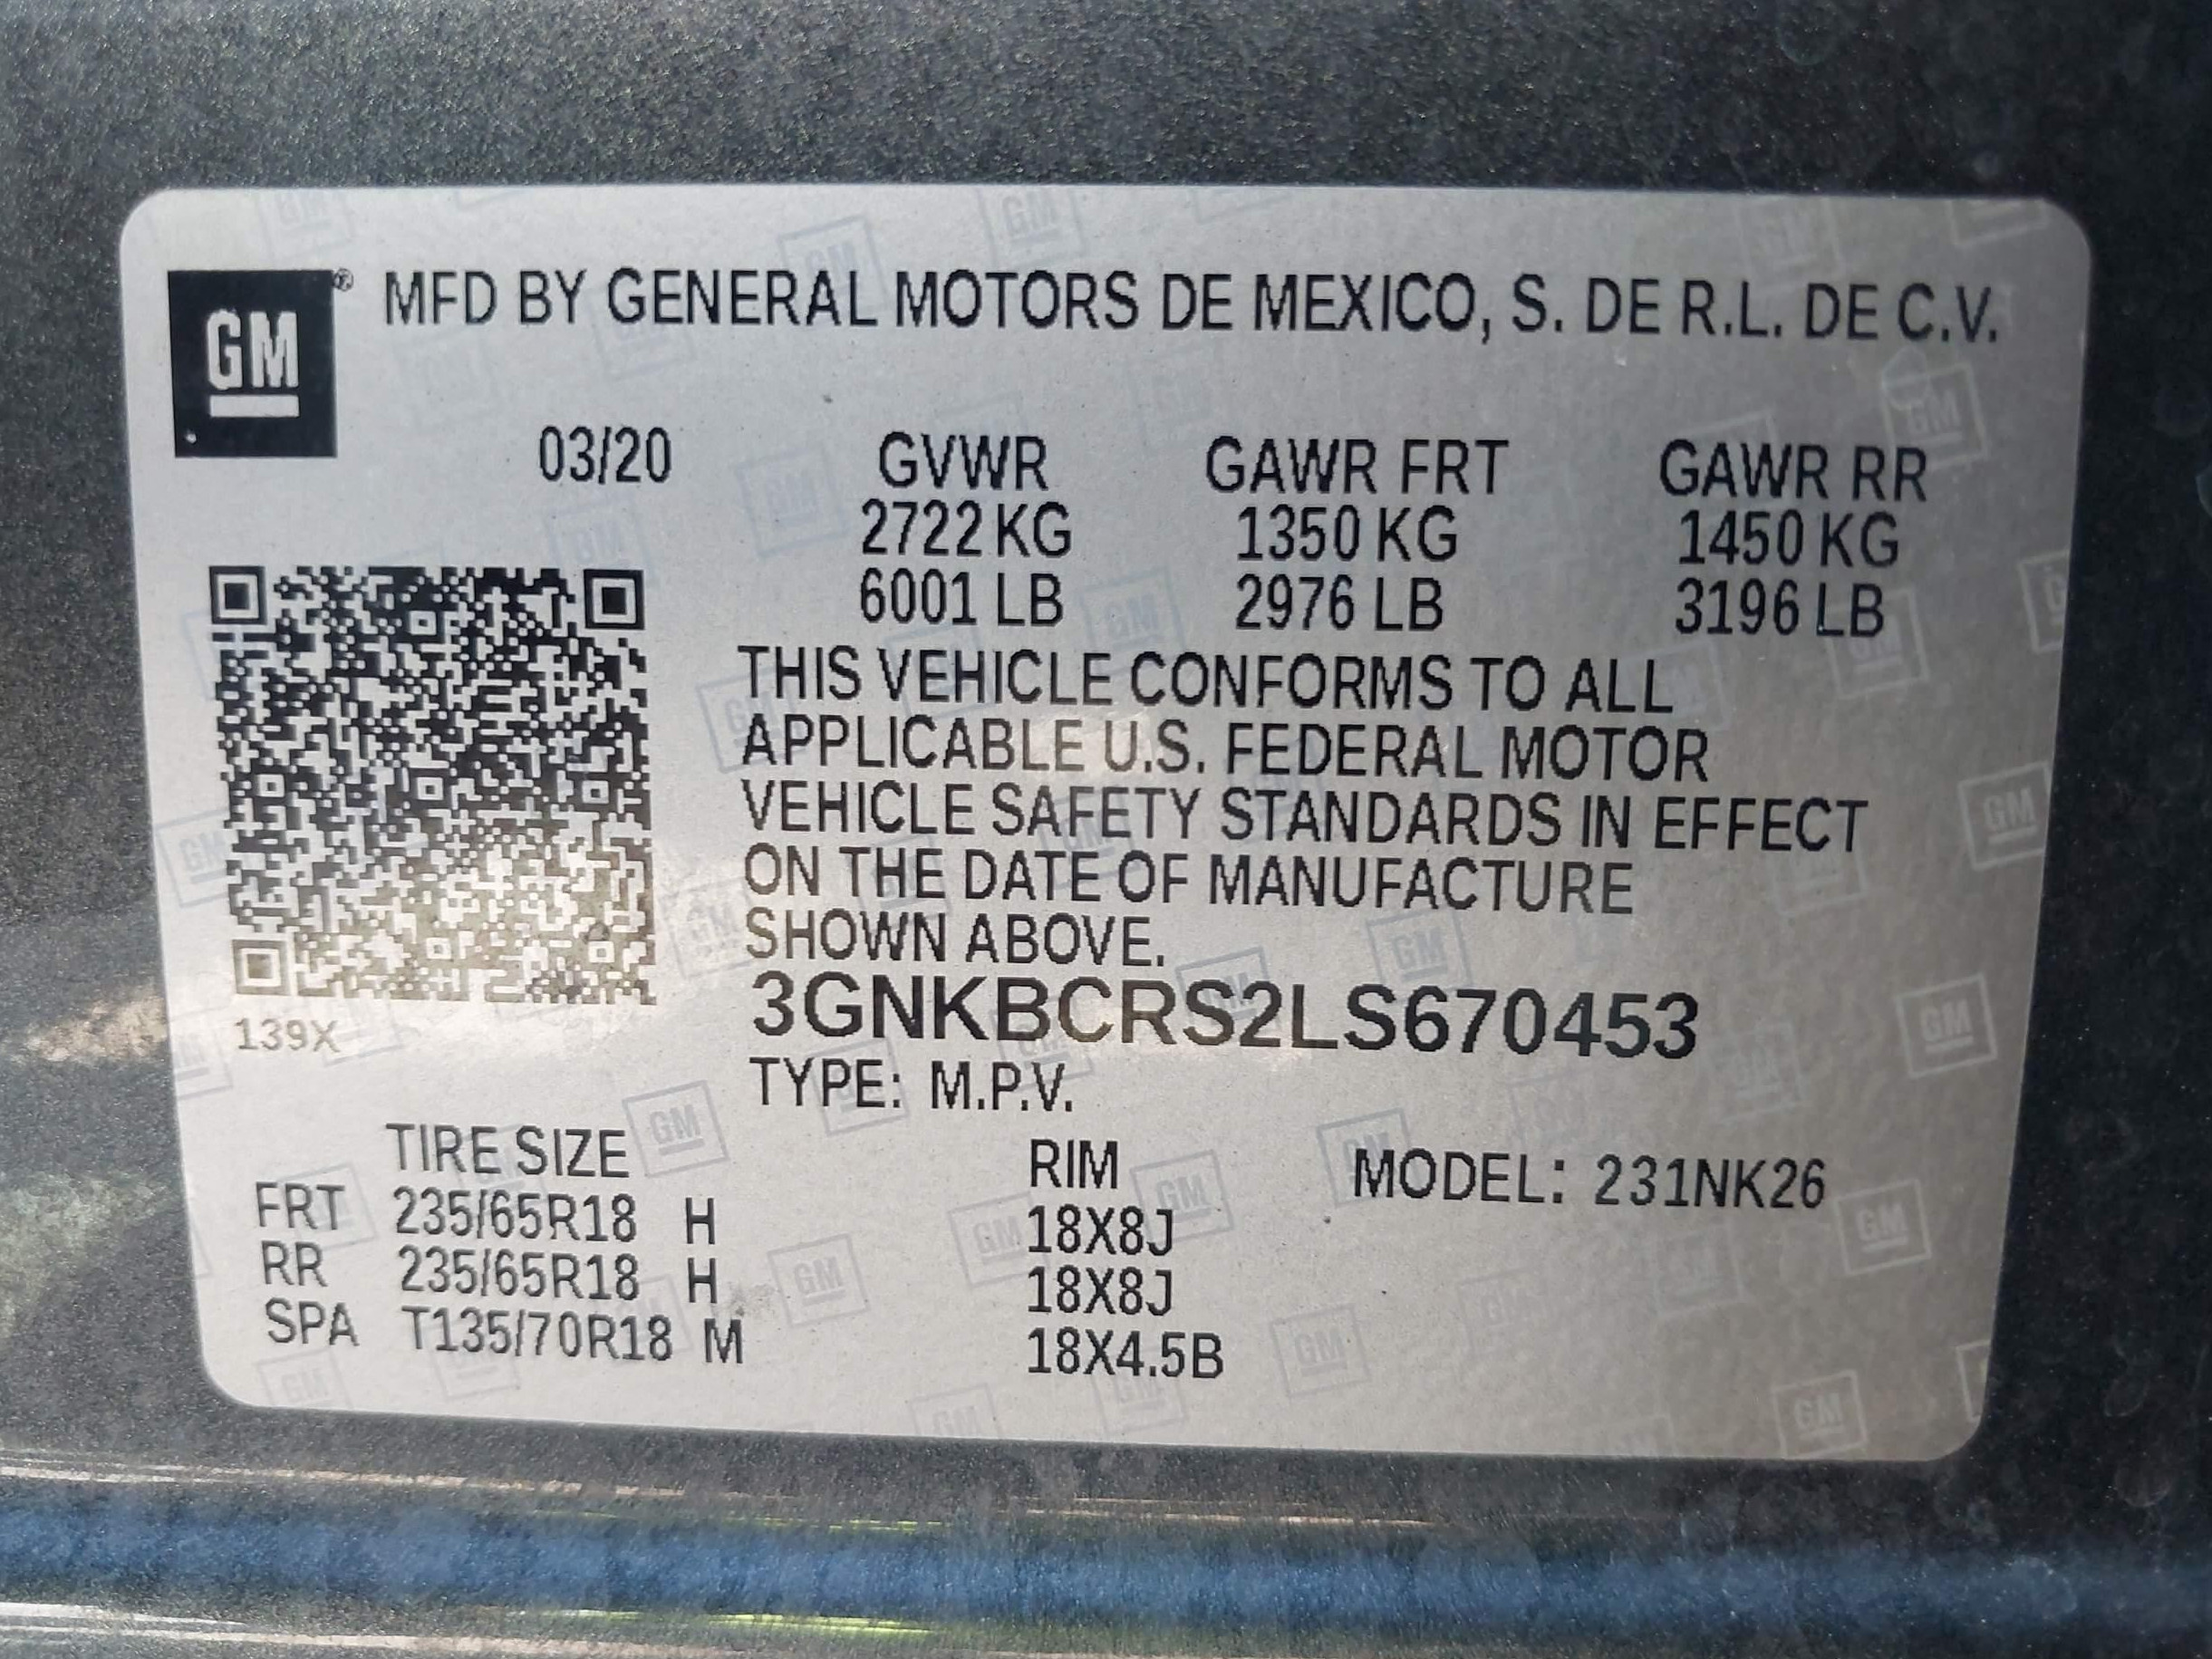 GM® MFD BY GENERAL MOTORS DE MEXICO, S. DE R.L. DE C.V.
03/20 GVWR GAWR FRT GAWR RR
2722 KG 1350 KG 1450 KG
6001 LB 2976 LB 3196 LB
THIS VEHICLE CONFORMS TO ALL
APPLICABLE U.S. FEDERAL MOTOR
VEHICLE SAFETY STANDARDS IN EFFECT
ON THE DATE OF MANUFACTURE
SHOWN ABOVE.
3GNKBCRS2LS670453
139X
TYPE: M.P.V.
TIRE SIZE RIM MODEL: 231NK26
FRT 235/65R18 H 18X8J
RR 235/65R18 H 18X8J
SPA T135/70R18 M 18X4.5B